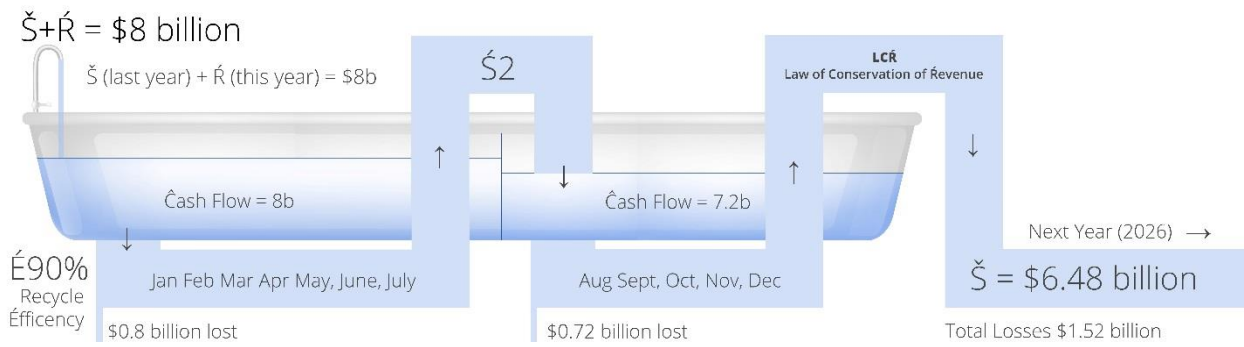 Š+Ŕ = $8 billion
Š (last year) + Ŕ (this year) = $8b
Ś2
LCŔ
Law of Conservation of Ŕevenue
Ĉash Flow = 8b
Ĉash Flow = 7.2b
É90%
Recycle
Éfficency
Jan Feb Mar Apr May, June, July
Aug Sept, Oct, Nov, Dec
Next Year (2026) →
Š = $6.48 billion
$0.8 billion lost
$0.72 billion lost
Total Losses $1.52 billion